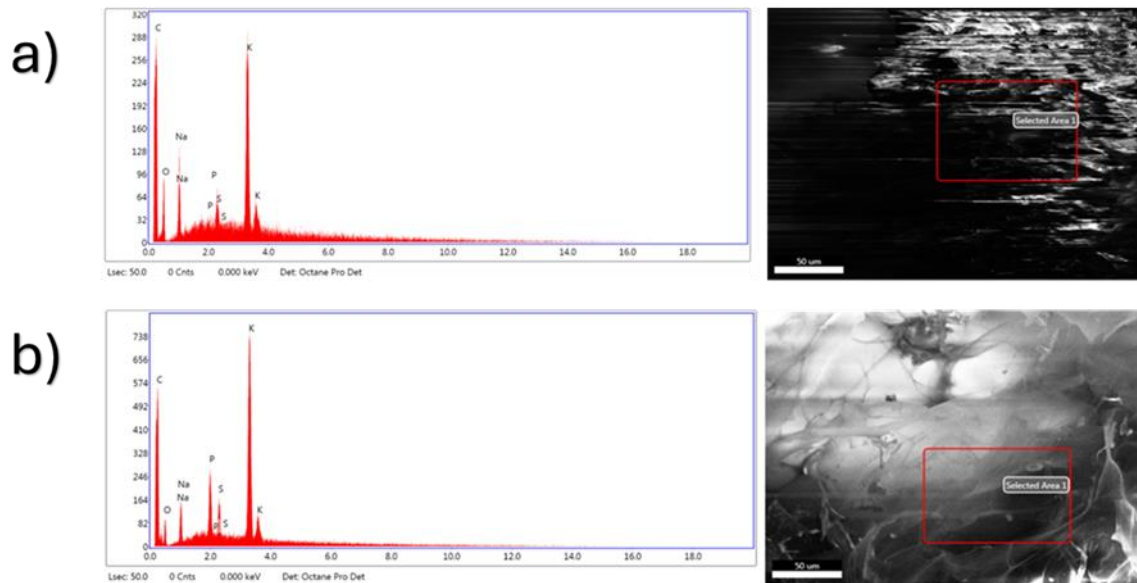 a)
320
288
256
224
192
160
128
96
64
32
0
C
O
Na
Na
P
P
S
S
K
K
0.0 2.0 4.0 6.0 8.0 10.0 12.0 14.0 16.0 18.0
Lsec: 50.0 0 Cnts 0.000 keV Det: Octane Pro Det
Selected Area 1
50 um
b)
738
656
574
492
410
328
246
164
82
0
C
O
Na
Na
P
P
S
S
K
K
0.0 2.0 4.0 6.0 8.0 10.0 12.0 14.0 16.0 18.0
Lsec: 50.0 0 Cnts 0.000 keV Det: Octane Pro Det
Selected Area 1
50 um